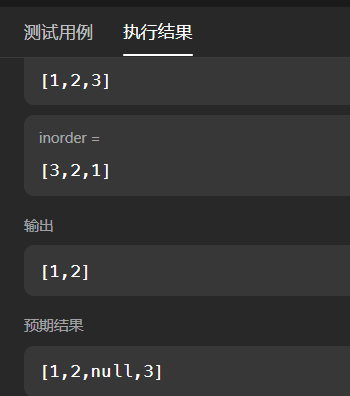 测试用例 执行结果
[1,2,3]
inorder =
[3,2,1]
输出
[1,2]
预期结果
[1,2,null,3]